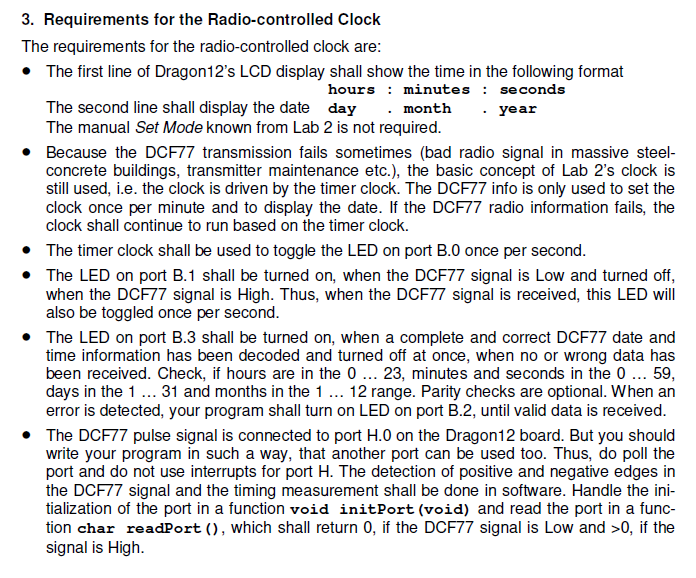 3. Requirements for the Radio-controlled Clock
The requirements for the radio-controlled clock are:
● The first line of Dragon12’s LCD display shall show the time in the following format
hours : minutes : seconds
The second line shall display the date day . month . year
The manual Set Mode known from Lab 2 is not required.
● Because the DCF77 transmission fails sometimes (bad radio signal in massive steel-
concrete buildings, transmitter maintenance etc.), the basic concept of Lab 2’s clock is
still used, i.e. the clock is driven by the timer clock. The DCF77 info is only used to set the
clock once per minute and to display the date. If the DCF77 radio information fails, the
clock shall continue to run based on the timer clock.
● The timer clock shall be used to toggle the LED on port B.0 once per second.
● The LED on port B.1 shall be turned on, when the DCF77 signal is Low and turned off,
when the DCF77 signal is High. Thus, when the DCF77 signal is received, this LED will
also be toggled once per second.
● The LED on port B.3 shall be turned on, when a complete and correct DCF77 date and
time information has been decoded and turned off at once, when no or wrong data has
been received. Check, if hours are in the 0 … 23, minutes and seconds in the 0 … 59,
days in the 1 … 31 and months in the 1 … 12 range. Parity checks are optional. When an
error is detected, your program shall turn on LED on port B.2, until valid data is received.
● The DCF77 pulse signal is connected to port H.0 on the Dragon12 board. But you should
write your program in such a way, that another port can be used too. Thus, do poll the
port and do not use interrupts for port H. The detection of positive and negative edges in
the DCF77 signal and the timing measurement shall be done in software. Handle the ini-
tialization of the port in a function void initPort(void) and read the port in a func-
tion char readPort(), which shall return 0, if the DCF77 signal is Low and >0, if the
signal is High.